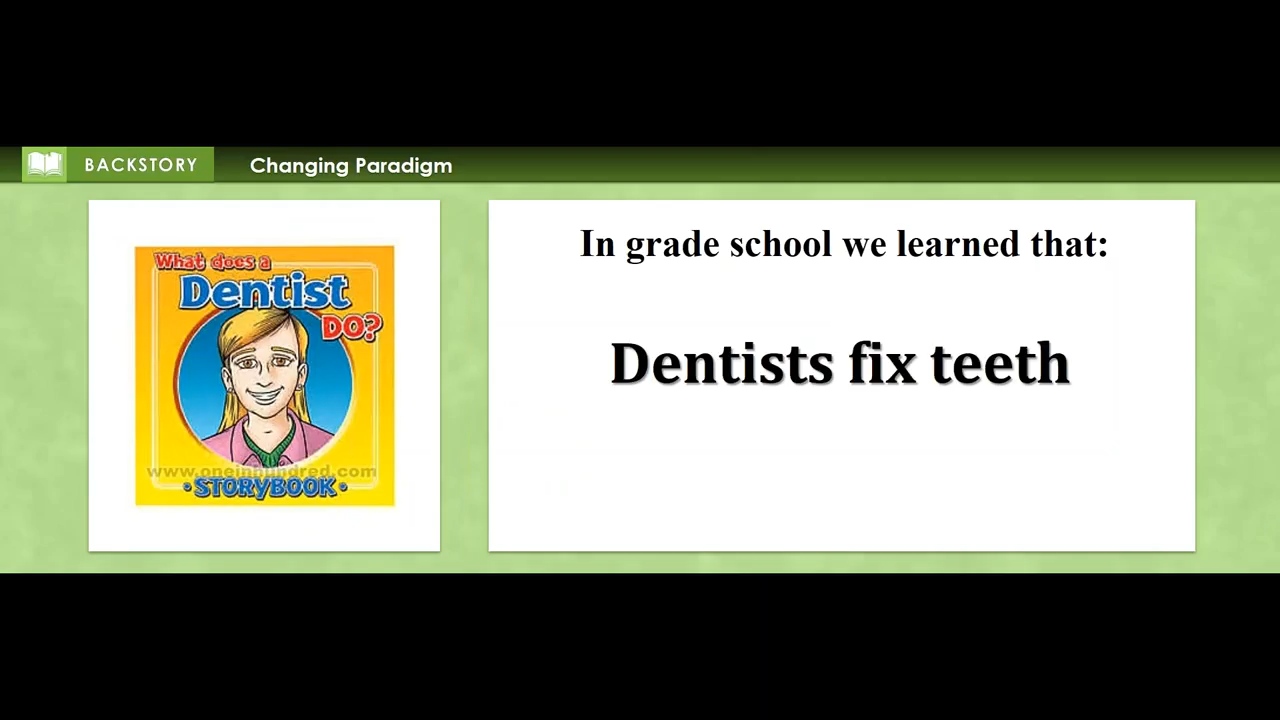 BACKSTORY
Changing Paradigm
What does a
Dentist
DO?
www.oneinhundred.com
• STORYBOOK •
In grade school we learned that:
Dentists fix teeth